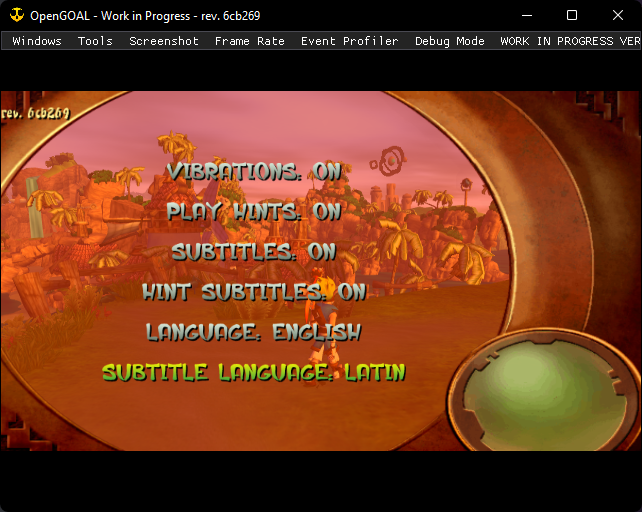 OpenGOAL - Work in Progress - rev. 6cb269
Windows Tools Screenshot Frame Rate Event Profiler Debug Mode WORK IN PROGRESS VER
rev. 6cb269
VIBRATIONS: ON
PLAY HINTS: ON
SUBTITLES: ON
HINT SUBTITLES: ON
LANGUAGE: ENGLISH
SUBTITLE LANGUAGE: LATIN